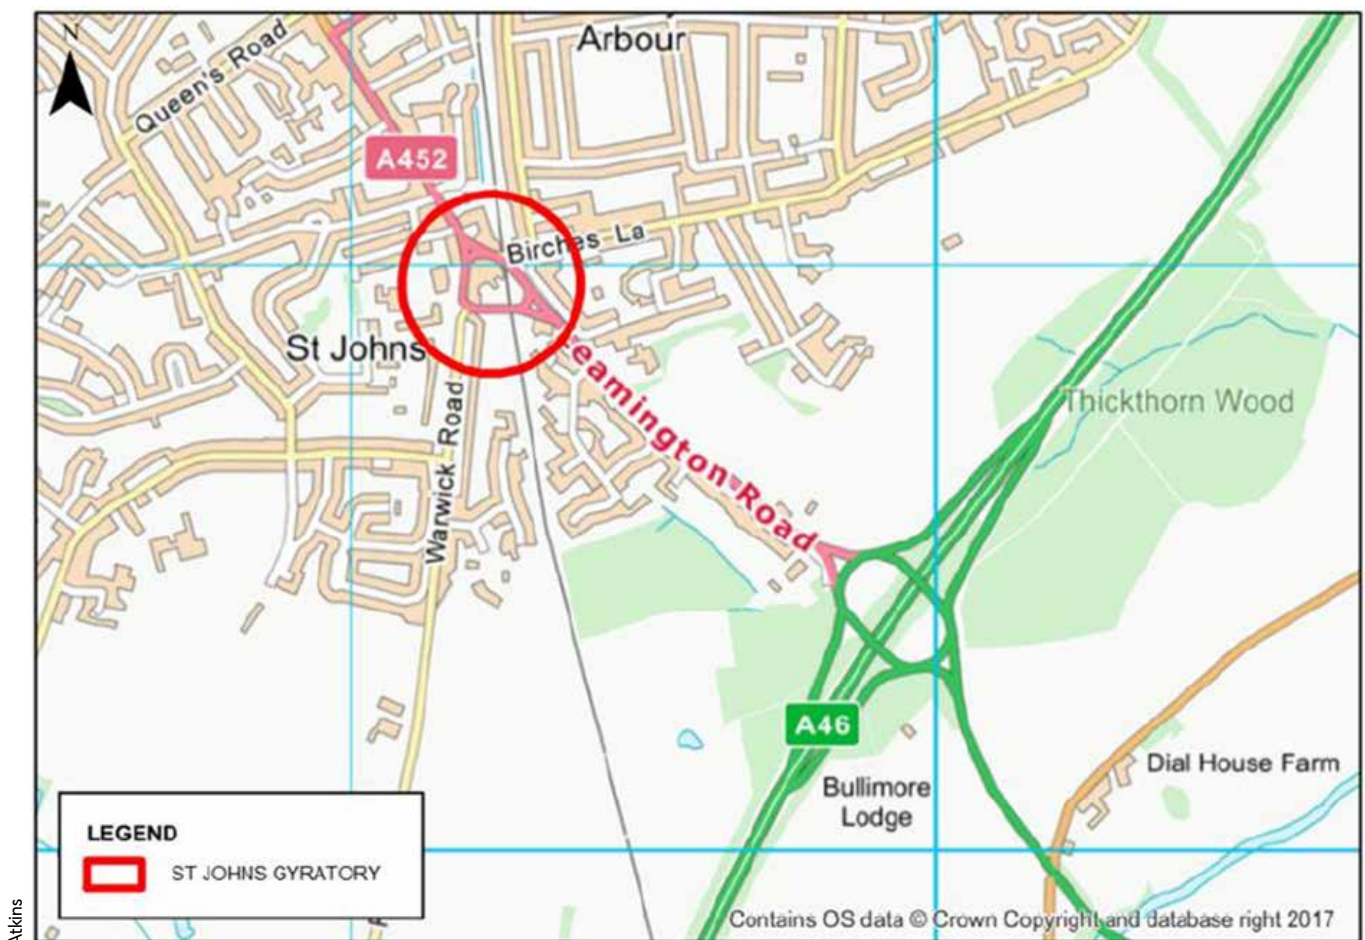 N
Arbour
Queen's Road
A452
Birches La
St Johns
eamington Road
Thickthorn Wood
Warwick Road
A46
Bullimore
Lodge
Dial House Farm
LEGEND
ST JOHNS GYRATORY
Contains OS data © Crown Copyright and database right 2017
Atkins